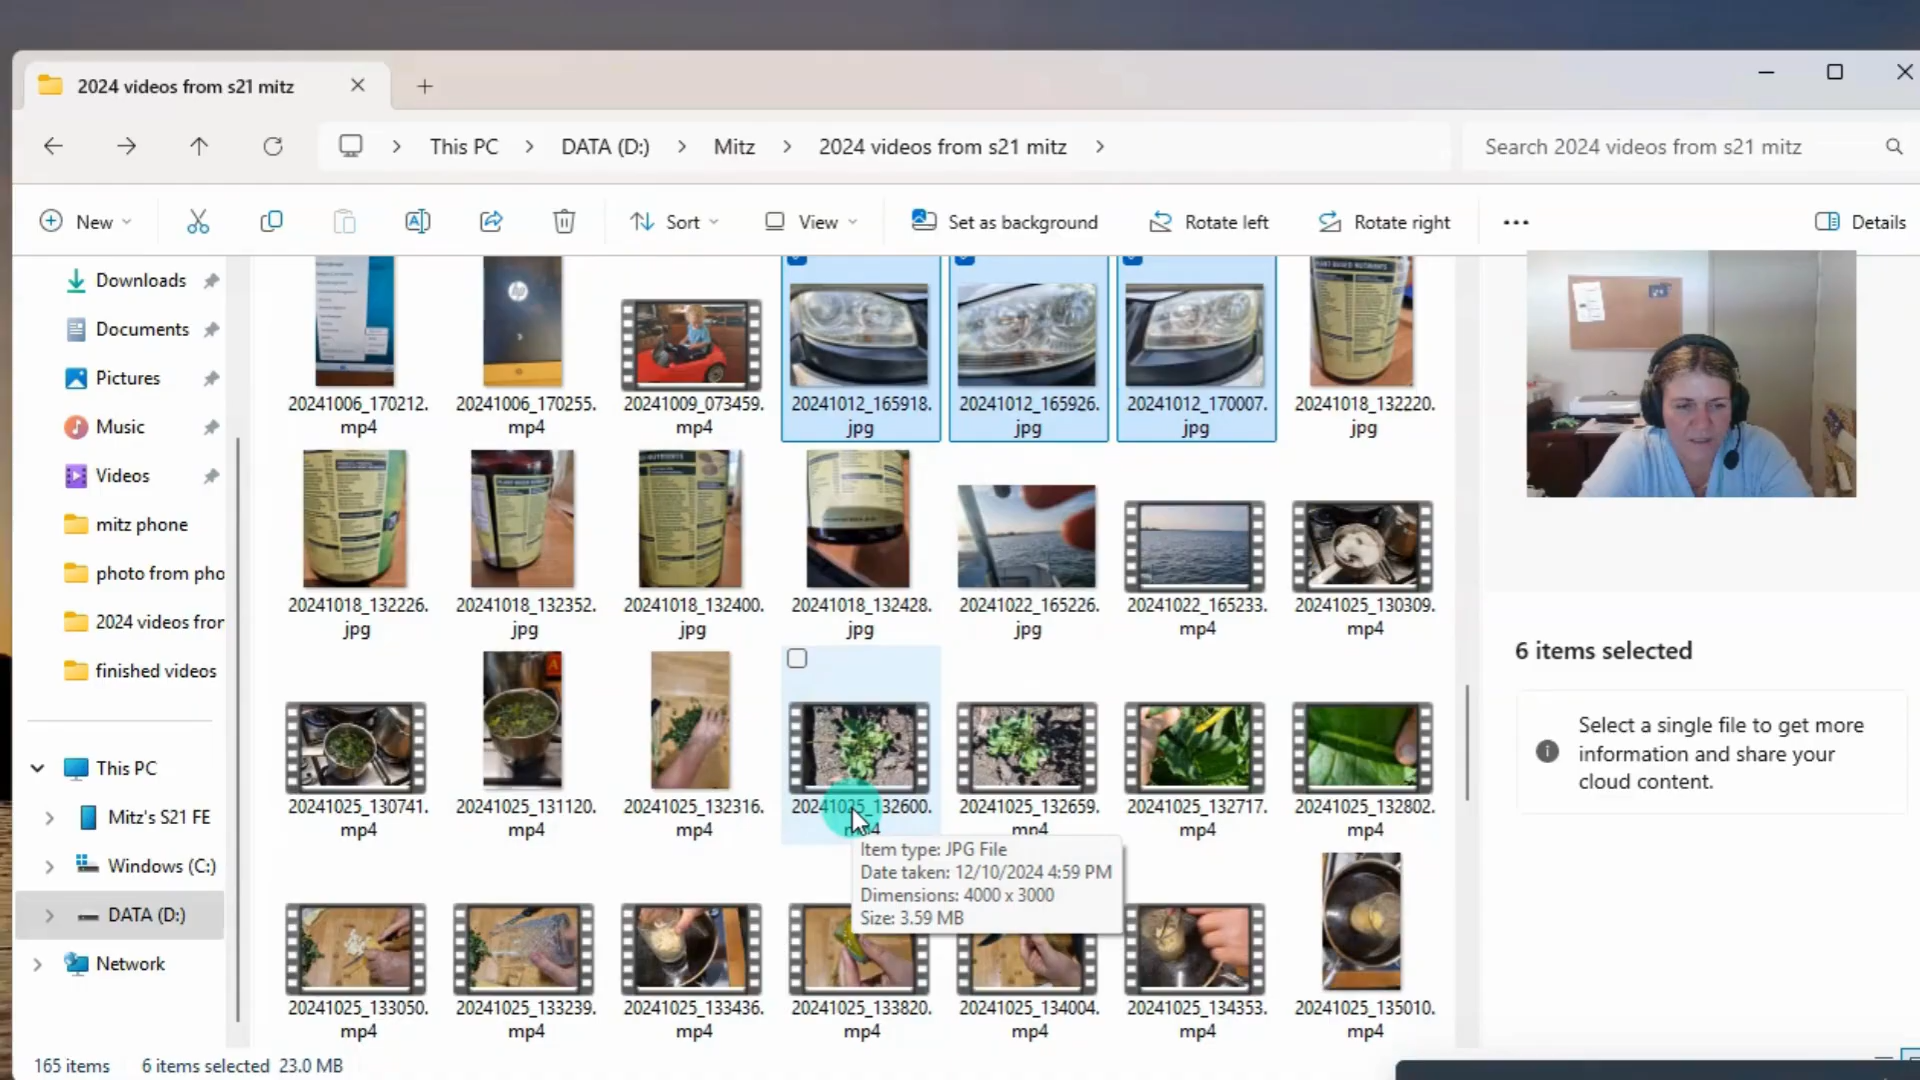 2024 videos from s21 mitz
This PC
DATA (D:)
Mitz
2024 videos from s21 mitz
Search 2024 videos from s21 mitz
New
Sort
View
Set as background
Rotate left
Rotate right
Details
Downloads
Documents
Pictures
Music
Videos
mitz phone
photo from pho
2024 videos fror
finished videos
This PC
Mitz's S21 FE
Windows (C:)
DATA (D:)
Network
20241006_170212.
mp4
20241006_170255.
mp4
20241009_073459.
mp4
20241012_165918.
jpg
20241012_165926.
jpg
20241012_170007.
jpg
20241018_132220.
jpg
20241018_132226.
jpg
20241018_132352.
jpg
20241018_132400.
jpg
20241018_132428.
jpg
20241022_165226.
jpg
20241022_165233.
mp4
20241025_130309.
mp4
20241025_130741.
mp4
20241025_131120.
mp4
20241025_132316.
mp4
20241025_132600.
mp4
20241025_132659.
mp4
20241025_132717.
mp4
20241025_132802.
mp4
Item type: JPG File
Date taken: 12/10/2024 4:59 PM
Dimensions: 4000 x 3000
Size: 3.59 MB
20241025_133050.
mp4
20241025_133239.
mp4
20241025_133436.
mp4
20241025_133820.
mp4
20241025_134004.
mp4
20241025_134353.
mp4
20241025_135010.
mp4
6 items selected
Select a single file to get more
information and share your
cloud content.
165 items
6 items selected 23.0 MB